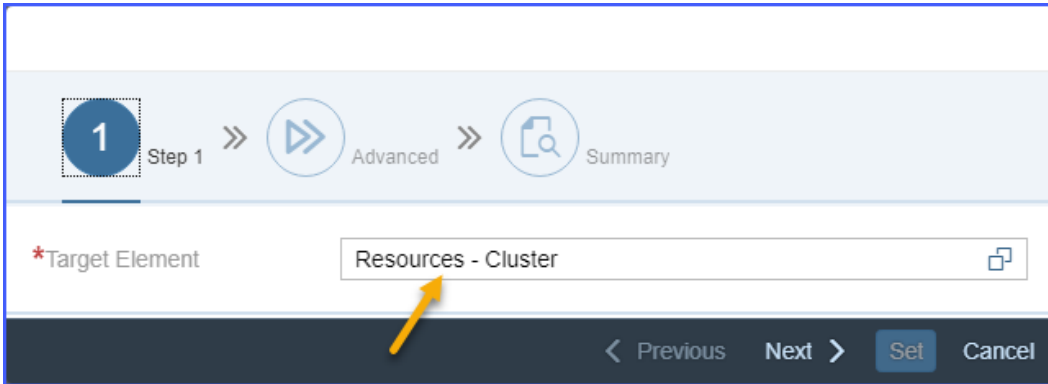 1 Step 1 Advanced Summary
*Target Element Resources - Cluster
Previous Next Set Cancel